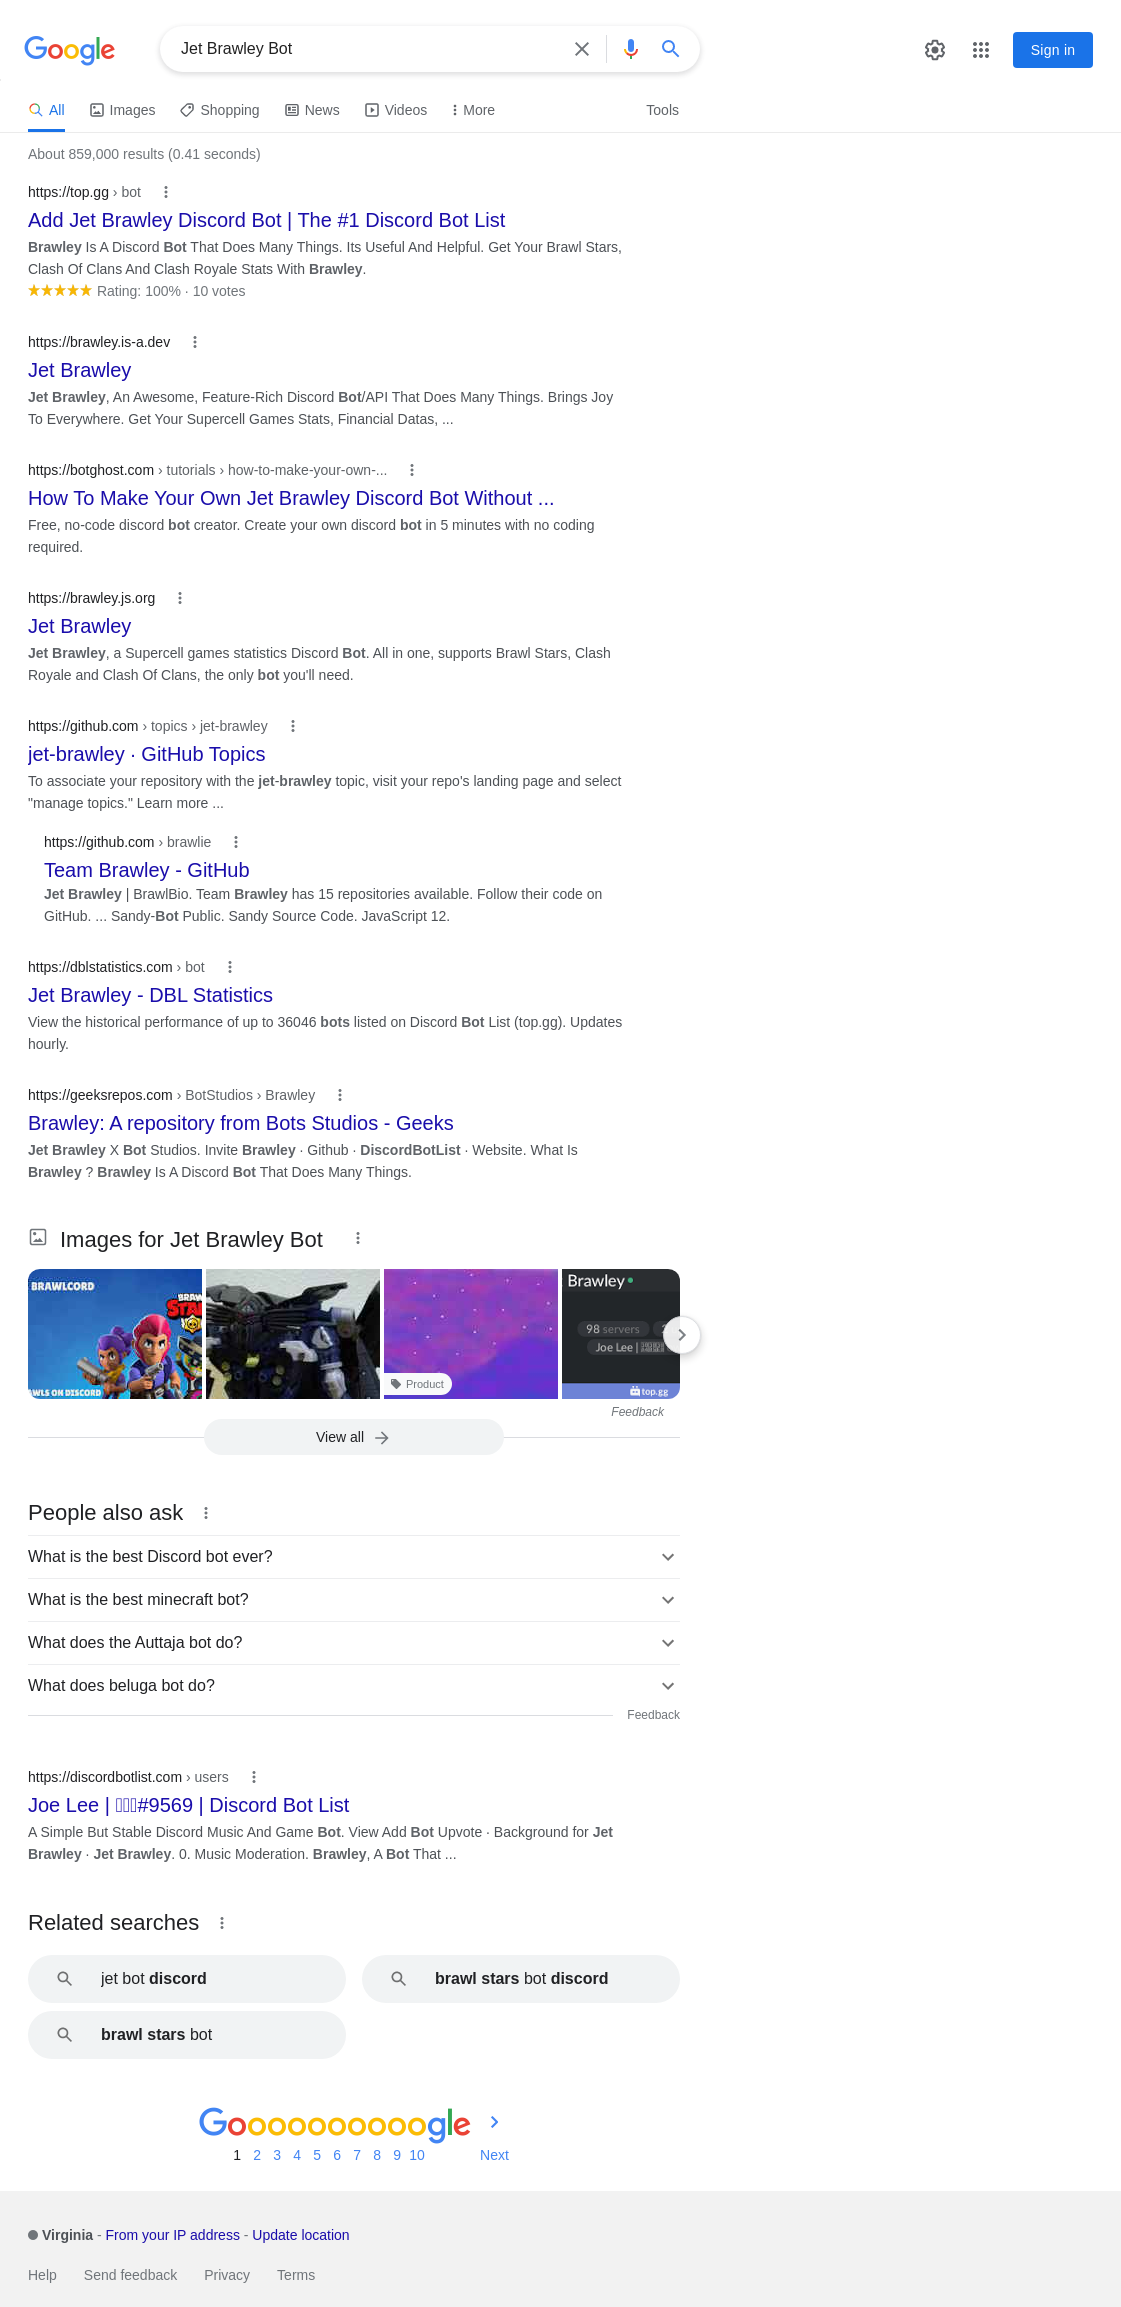 Google
Jet Brawley Bot
Sign in
All Images Shopping News Videos More Tools
About 859,000 results (0.41 seconds)
https://top.gg › bot
Add Jet Brawley Discord Bot | The #1 Discord Bot List
Brawley Is A Discord Bot That Does Many Things. Its Useful And Helpful. Get Your Brawl Stars,
Clash Of Clans And Clash Royale Stats With Brawley.
Rating: 100% · 10 votes
https://brawley.is-a.dev
Jet Brawley
Jet Brawley, An Awesome, Feature-Rich Discord Bot/API That Does Many Things. Brings Joy
To Everywhere. Get Your Supercell Games Stats, Financial Datas, ...
https://botghost.com › tutorials › how-to-make-your-own-...
How To Make Your Own Jet Brawley Discord Bot Without ...
Free, no-code discord bot creator. Create your own discord bot in 5 minutes with no coding
required.
https://brawley.js.org
Jet Brawley
Jet Brawley, a Supercell games statistics Discord Bot. All in one, supports Brawl Stars, Clash
Royale and Clash Of Clans, the only bot you'll need.
https://github.com › topics › jet-brawley
jet-brawley · GitHub Topics
To associate your repository with the jet-brawley topic, visit your repo's landing page and select
"manage topics." Learn more ...
https://github.com › brawlie
Team Brawley - GitHub
Jet Brawley | BrawlBio. Team Brawley has 15 repositories available. Follow their code on
GitHub. ... Sandy-Bot Public. Sandy Source Code. JavaScript 12.
https://dblstatistics.com › bot
Jet Brawley - DBL Statistics
View the historical performance of up to 36046 bots listed on Discord Bot List (top.gg). Updates
hourly.
https://geeksrepos.com › BotStudios › Brawley
Brawley: A repository from Bots Studios - Geeks
Jet Brawley X Bot Studios. Invite Brawley · Github · DiscordBotList · Website. What Is
Brawley ? Brawley Is A Discord Bot That Does Many Things.
Images for Jet Brawley Bot
BRAWLCORD
AWLS ON DISCORD
Product
Brawley
98 servers
Joe Lee |
top.gg
Feedback
View all
People also ask
What is the best Discord bot ever?
What is the best minecraft bot?
What does the Auttaja bot do?
What does beluga bot do?
Feedback
https://discordbotlist.com › users
Joe Lee | #9569 | Discord Bot List
A Simple But Stable Discord Music And Game Bot. View Add Bot Upvote · Background for Jet
Brawley · Jet Brawley. 0. Music Moderation. Brawley, A Bot That ...
Related searches
jet bot discord
brawl stars bot discord
brawl stars bot
Goooooooooogle
1 2 3 4 5 6 7 8 9 10 Next
Virginia - From your IP address - Update location
Help Send feedback Privacy Terms